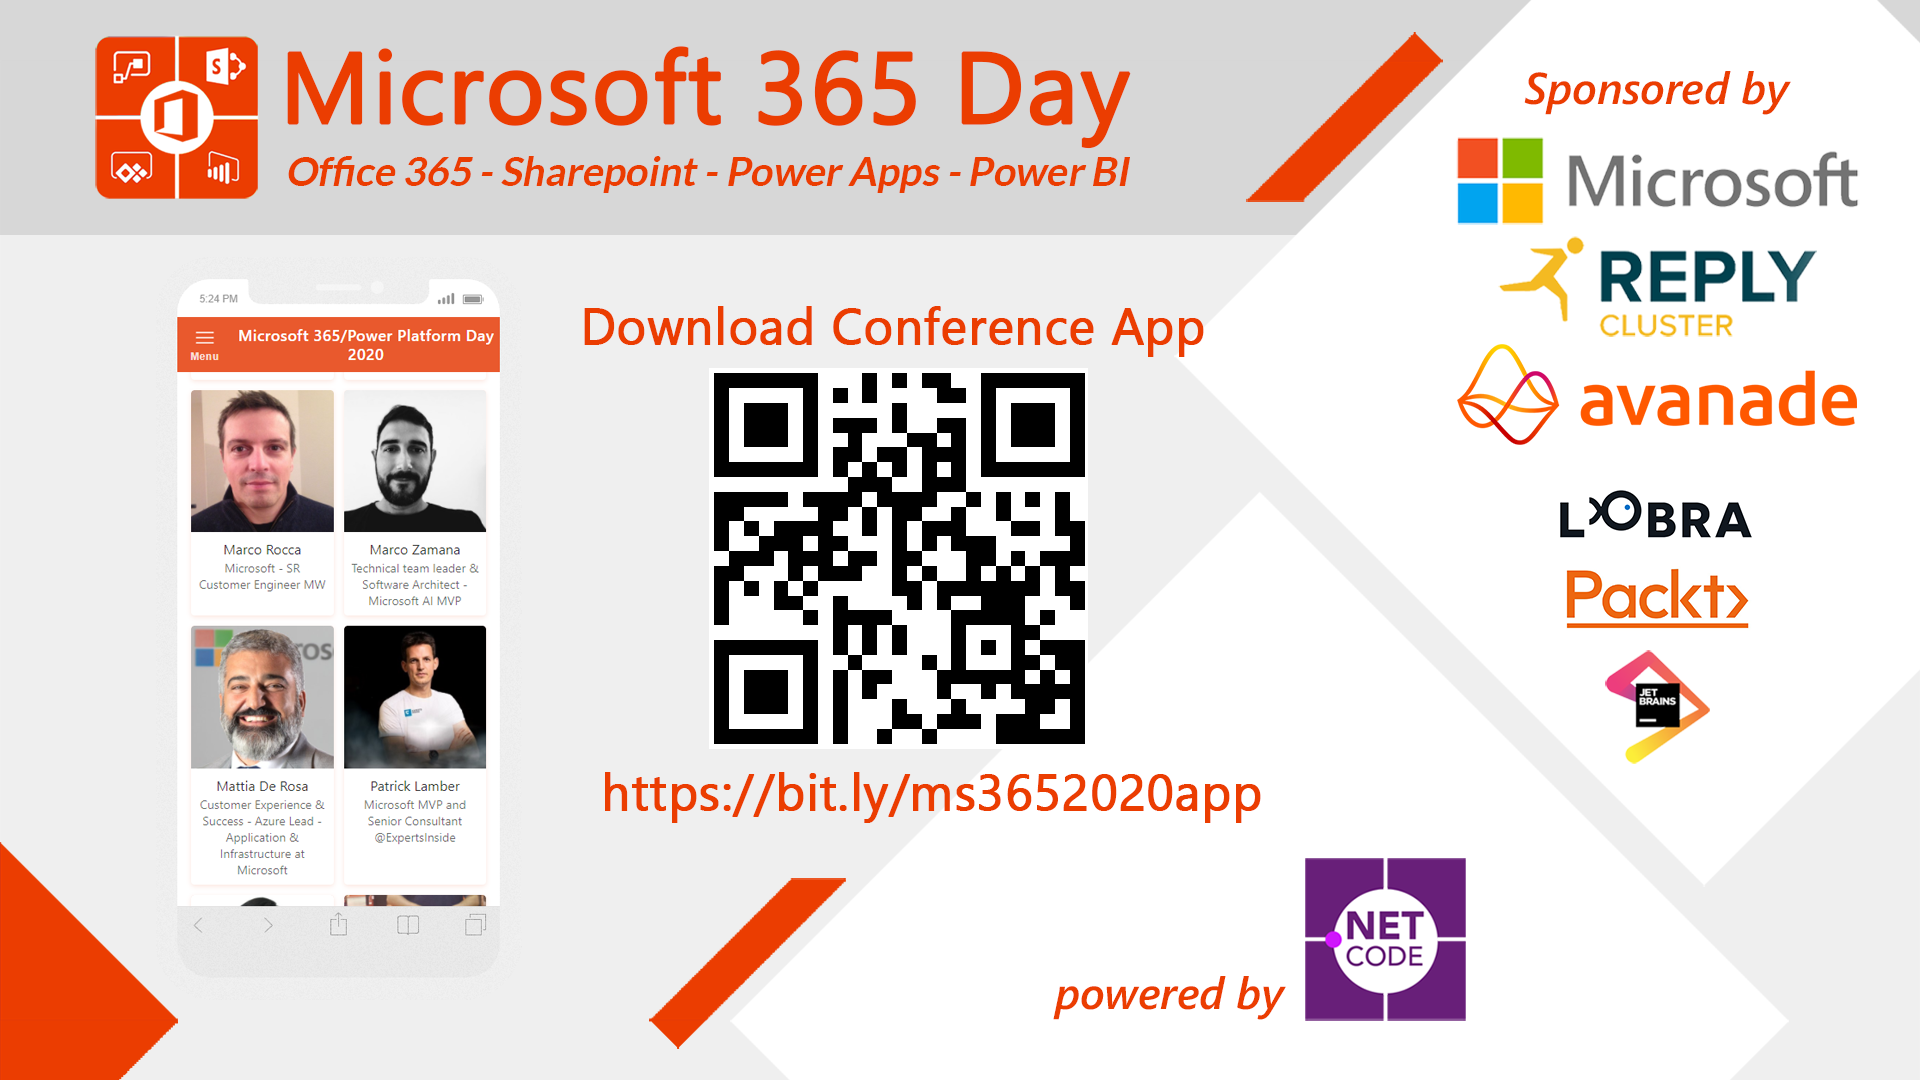 Microsoft 365 Day
Office 365 - Sharepoint - Power Apps - Power BI
Sponsored by
Microsoft
REPLY
CLUSTER
avanade
LOBRA
Packt>
JET
BRAINS
5:24 PM
Menu
Microsoft 365/Power Platform Day
2020
Marco Rocca
Microsoft - SR
Customer Engineer MW
Marco Zamana
Technical team leader &
Software Architect -
Microsoft AI MVP
Mattia De Rosa
Customer Experience &
Success - Azure Lead -
Application &
Infrastructure at
Microsoft
Patrick Lamber
Microsoft MVP and
Senior Consultant
@ExpertsInside
Download Conference App
https://bit.ly/ms3652020app
powered by
NET
CODE